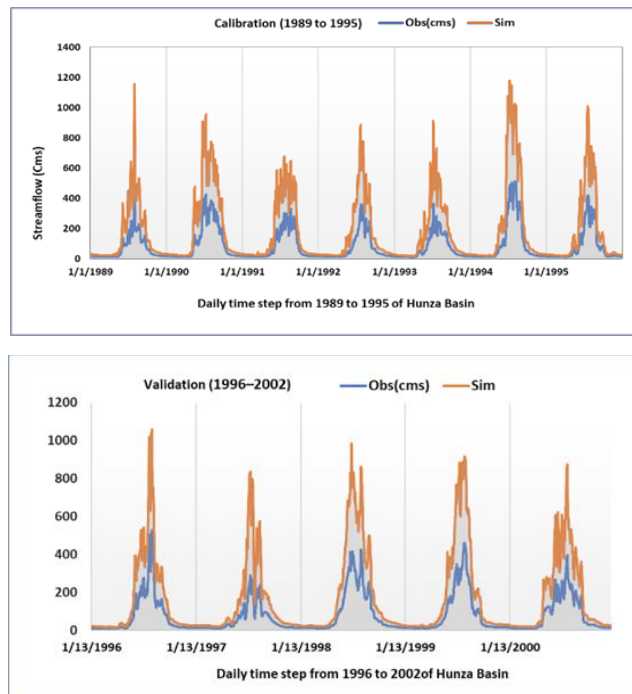 Calibration (1989 to 1995) Obs(cms) Sim
1400
1200
1000
800
600
400
200
0
Streamflow (Cms)
1/1/1989 1/1/1990 1/1/1991 1/1/1992 1/1/1993 1/1/1994 1/1/1995
Daily time step from 1989 to 1995 of Hunza Basin
Validation (1996–2002) Obs(cms) Sim
1200
1000
800
600
400
200
0
1/13/1996 1/13/1997 1/13/1998 1/13/1999 1/13/2000
Daily time step from 1996 to 2002of Hunza Basin